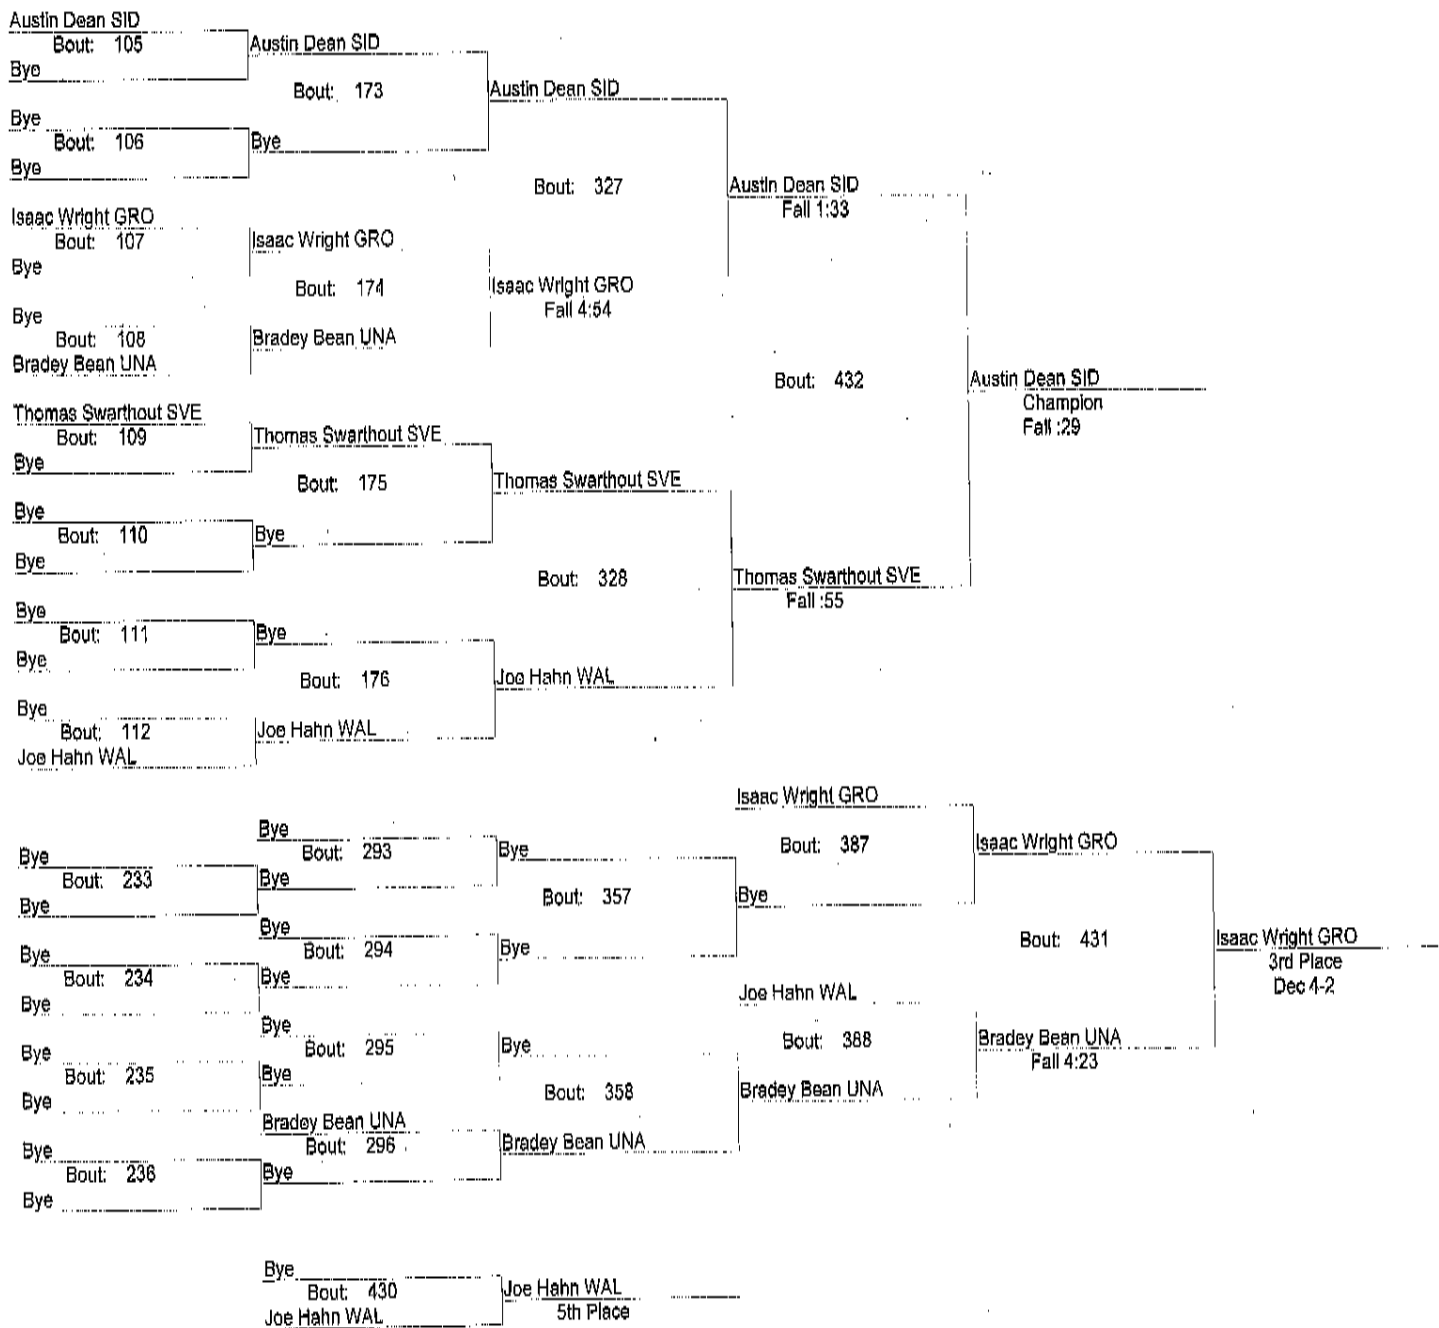 Austin Dean SID
Bout: 105
Bye
Austin Dean SID
Bout: 173
Bye
Bout: 106
Bye
Bye
Austin Dean SID
Bout: 327
Isaac Wright GRO
Bout: 107
Bye
Isaac Wright GRO
Bout: 174
Bye
Bout: 108
Bradey Bean UNA
Bradey Bean UNA
Isaac Wright GRO
Fall 4:54
Austin Dean SID
Fall 1:33
Bout: 432
Thomas Swarthout SVE
Bout: 109
Bye
Thomas Swarthout SVE
Bout: 175
Bye
Bout: 110
Bye
Bye
Thomas Swarthout SVE
Bout: 328
Bye
Bout: 111
Bye
Bye
Bout: 176
Bye
Bout: 112
Joe Hahn WAL
Joe Hahn WAL
Joe Hahn WAL
Thomas Swarthout SVE
Fall :55
Austin Dean SID
Champion
Fall :29
Bye
Bout: 233
Bye
Bye
Bout: 293
Bye
Bye
Bout: 357
Bye
Bout: 234
Bye
Bye
Bout: 294
Bye
Bye
Isaac Wright GRO
Bout: 387
Bye
Isaac Wright GRO
Bout: 431
Bye
Bout: 235
Bye
Bye
Bout: 295
Bye
Bye
Bout: 358
Bye
Bout: 236
Bye
Bradey Bean UNA
Bout: 296
Bye
Bradey Bean UNA
Joe Hahn WAL
Bout: 388
Bradey Bean UNA
Bradey Bean UNA
Fall 4:23
Isaac Wright GRO
3rd Place
Dec 4-2
Bye
Bout: 430
Joe Hahn WAL
Joe Hahn WAL
5th Place